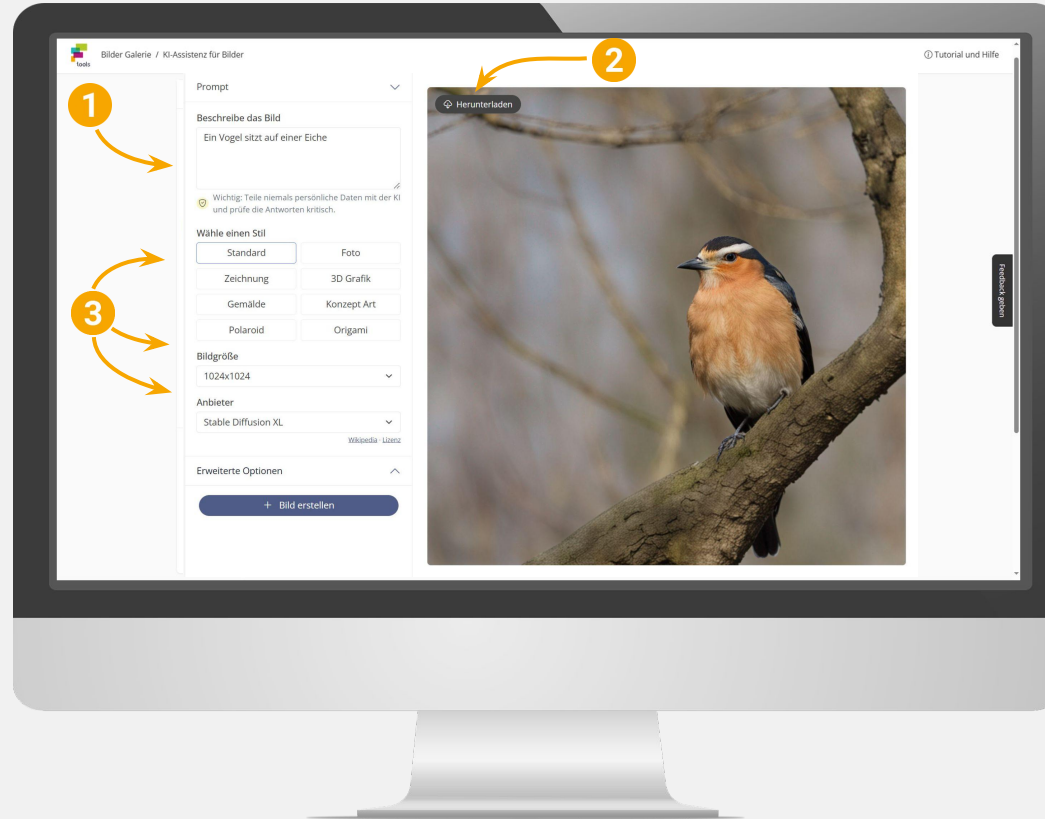 tools
Bilder Galerie / KI-Assistenz für Bilder
2
Tutorial und Hilfe
1
Prompt
Herunterladen
Beschreibe das Bild
Ein Vogel sitzt auf einer Eiche
Wichtig: Teile niemals persönliche Daten mit der KI
und prüfe die Antworten kritisch.
Wähle einen Stil
Standard
Foto
Zeichnung
3D Grafik
Gemälde
Konzept Art
Polaroid
Origami
3
Bildgröße
1024x1024
Anbieter
Stable Diffusion XL
Wikipedia · Lizenz
Erweiterte Optionen
+ Bild erstellen
Feedback geben